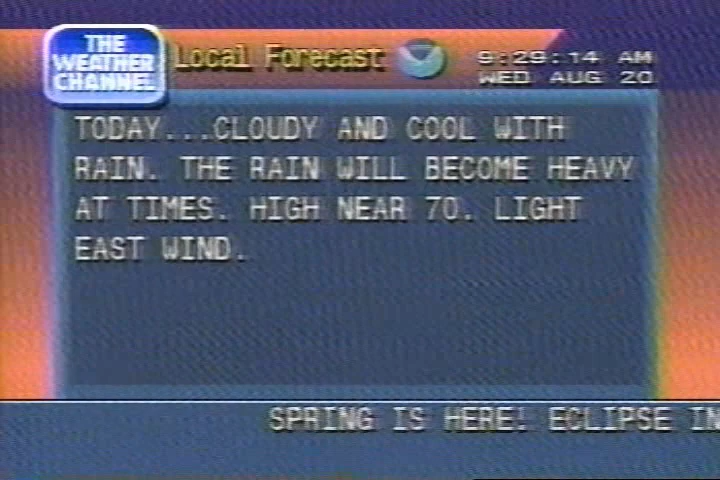 THE
WEATHER
CHANNEL
Local Forecast
9:29:14 AM
WED AUG 20
TODAY...CLOUDY AND COOL WITH
RAIN. THE RAIN WILL BECOME HEAVY
AT TIMES. HIGH NEAR 70. LIGHT
EAST WIND.
SPRING IS HERE! ECLIPSE IN